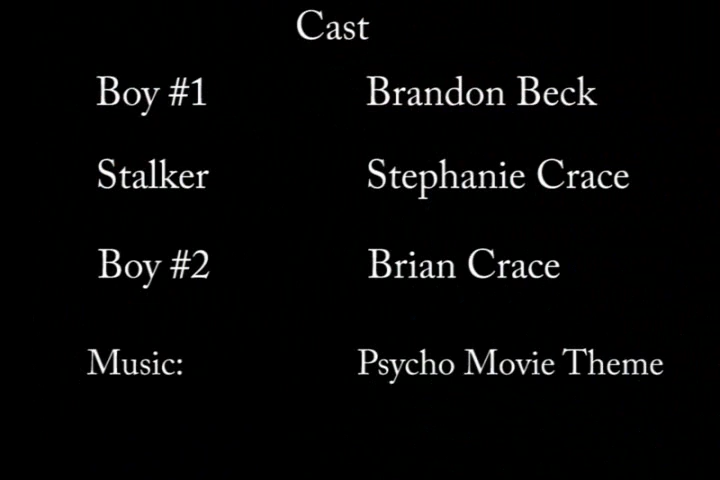 Cast
Boy #1 Brandon Beck
Stalker Stephanie Crace
Boy #2 Brian Crace
Music: Psycho Movie Theme